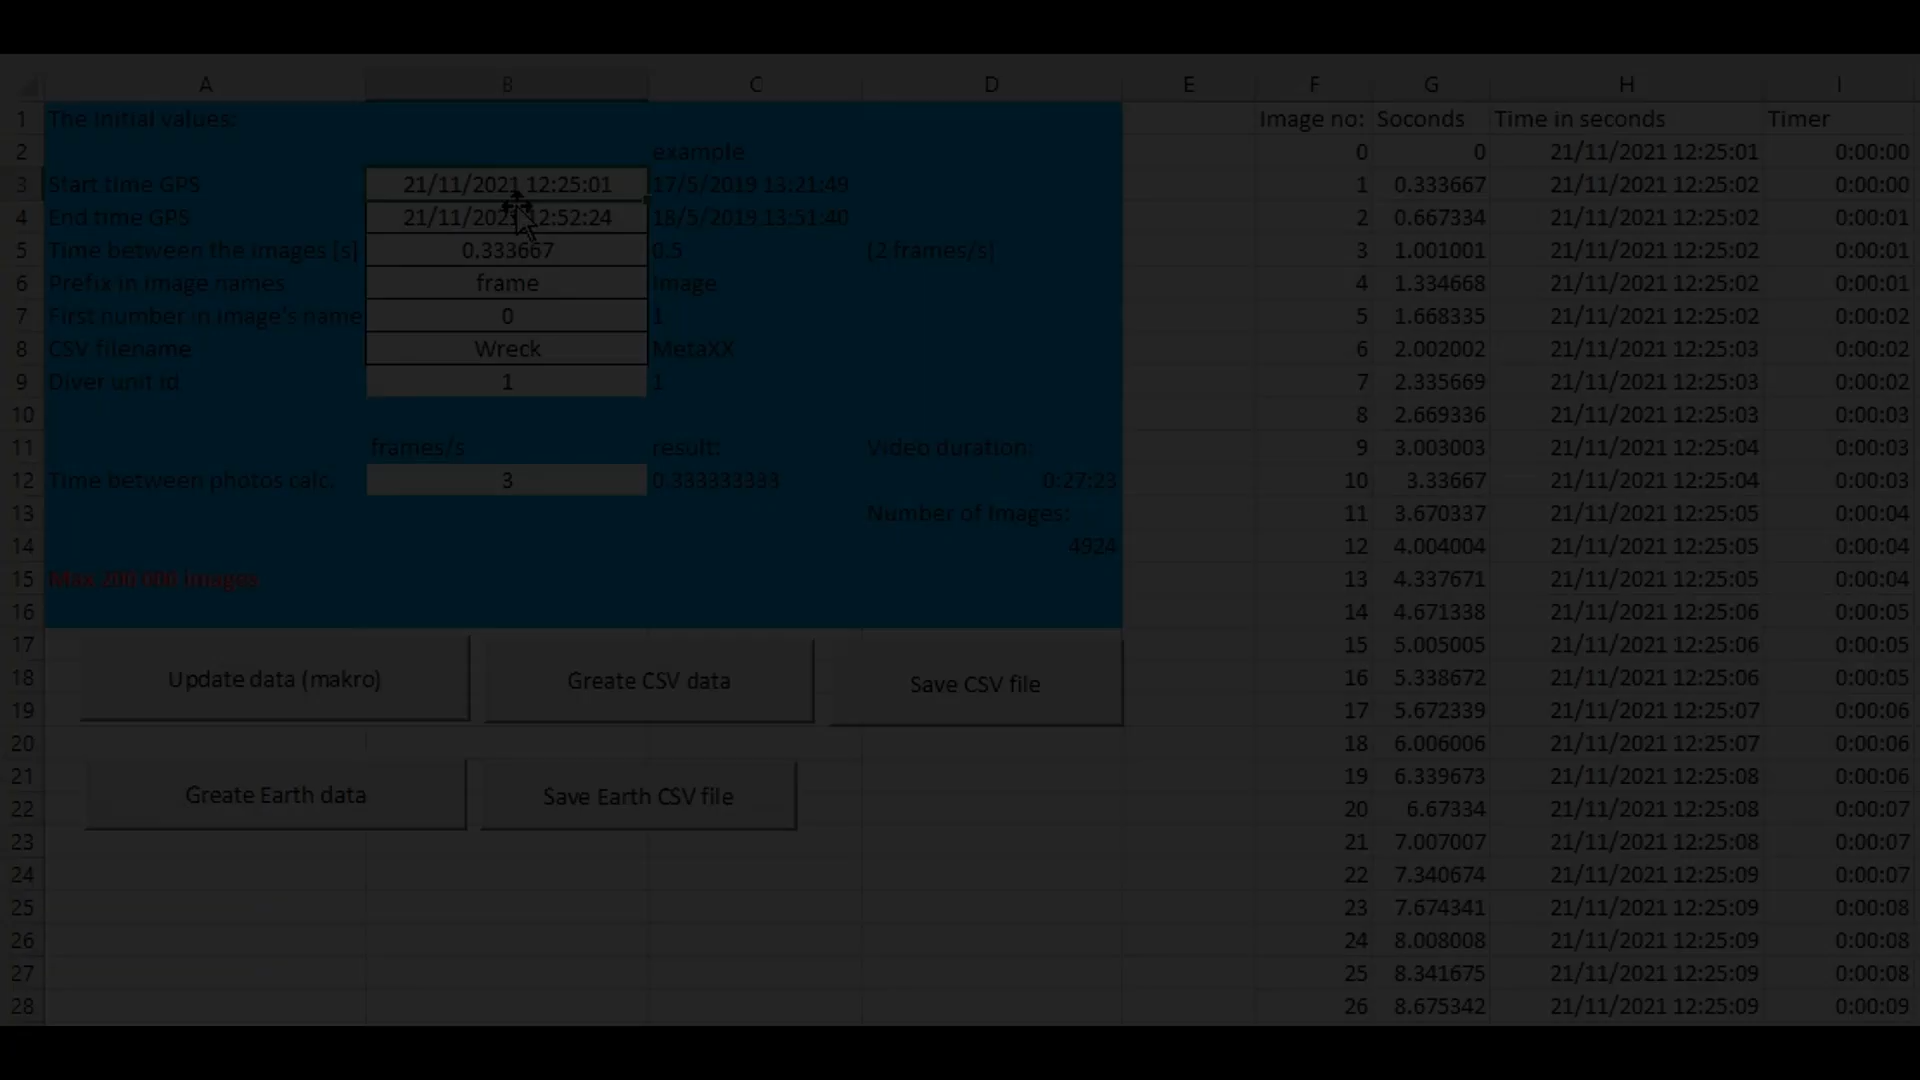 A B C D E F G H I
1 The initial values: Image no: Soconds Time in seconds Timer
2 example 0 0 21/11/2021 12:25:01 0:00:00
3 Start time GPS 21/11/2021 12:25:01 17/5/2019 13:21:49 1 0.333667 21/11/2021 12:25:02 0:00:00
4 End time GPS 21/11/2021 12:52:24 18/5/2019 13:51:40 2 0.667334 21/11/2021 12:25:02 0:00:01
5 Time between the images [s] 0.333667 0.5 [2 frames/s] 3 1.001001 21/11/2021 12:25:02 0:00:01
6 Prefix in image names frame Image 4 1.334668 21/11/2021 12:25:02 0:00:01
7 First number in image's name 0 1 5 1.668335 21/11/2021 12:25:02 0:00:02
8 CSV filename Wreck MetaXX 6 2.002002 21/11/2021 12:25:03 0:00:02
9 Diver unit id 1 1 7 2.335669 21/11/2021 12:25:03 0:00:02
10 8 2.669336 21/11/2021 12:25:03 0:00:03
11 frames/s result: Video duration: 9 3.003003 21/11/2021 12:25:04 0:00:03
12 Time between photos calc. 3 0.333333333 0:27:23 10 3.33667 21/11/2021 12:25:04 0:00:03
13 Number of Images: 11 3.670337 21/11/2021 12:25:05 0:00:04
14 4924 12 4.004004 21/11/2021 12:25:05 0:00:04
15 Max 200 000 images 13 4.337671 21/11/2021 12:25:05 0:00:04
16 14 4.671338 21/11/2021 12:25:06 0:00:05
17 15 5.005005 21/11/2021 12:25:06 0:00:05
18 Update data (makro) Greate CSV data Save CSV file 16 5.338672 21/11/2021 12:25:06 0:00:05
19 17 5.672339 21/11/2021 12:25:07 0:00:06
20 18 6.006006 21/11/2021 12:25:07 0:00:06
21 19 6.339673 21/11/2021 12:25:08 0:00:06
22 Greate Earth data Save Earth CSV file 20 6.67334 21/11/2021 12:25:08 0:00:07
23 21 7.007007 21/11/2021 12:25:08 0:00:07
24 22 7.340674 21/11/2021 12:25:09 0:00:07
25 23 7.674341 21/11/2021 12:25:09 0:00:08
26 24 8.008008 21/11/2021 12:25:09 0:00:08
27 25 8.341675 21/11/2021 12:25:09 0:00:08
28 26 8.675342 21/11/2021 12:25:09 0:00:09